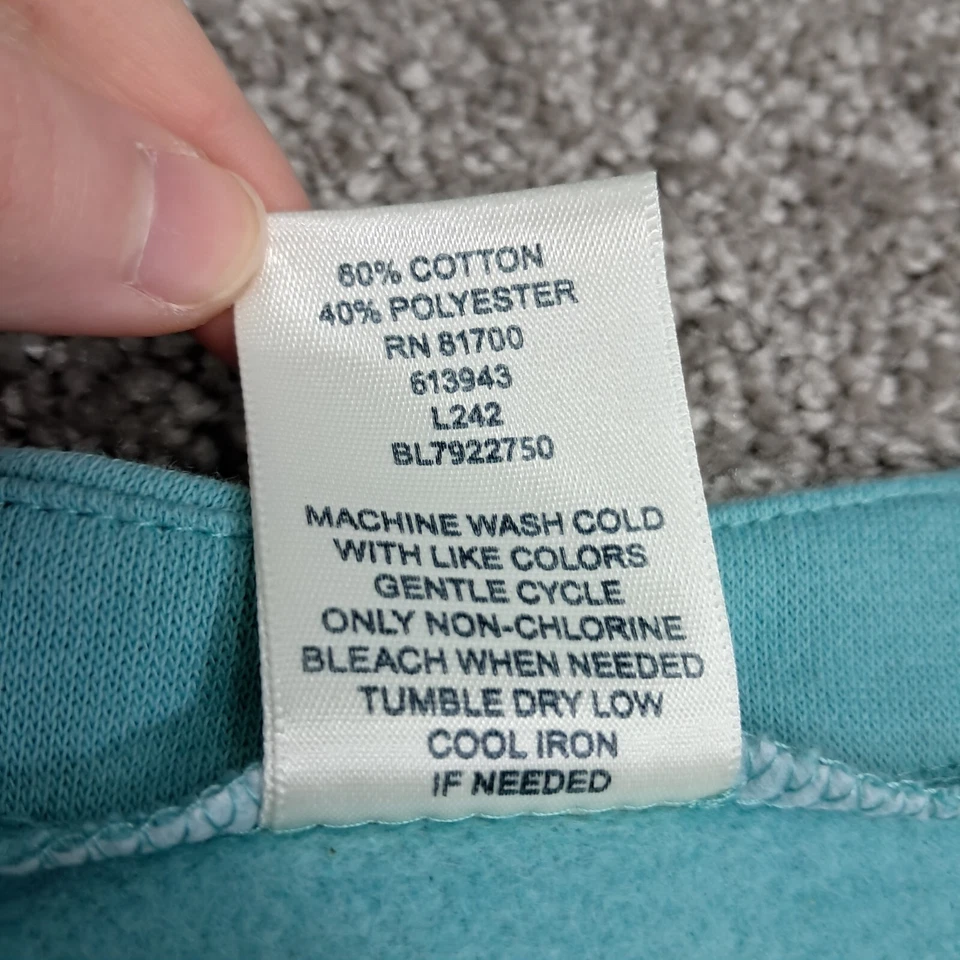 60% COTTON
40% POLYESTER
RN 81700
613943
L242
BL7922750
MACHINE WASH COLD
WITH LIKE COLORS
GENTLE CYCLE
ONLY NON-CHLORINE
BLEACH WHEN NEEDED
TUMBLE DRY LOW
COOL IRON
IF NEEDED